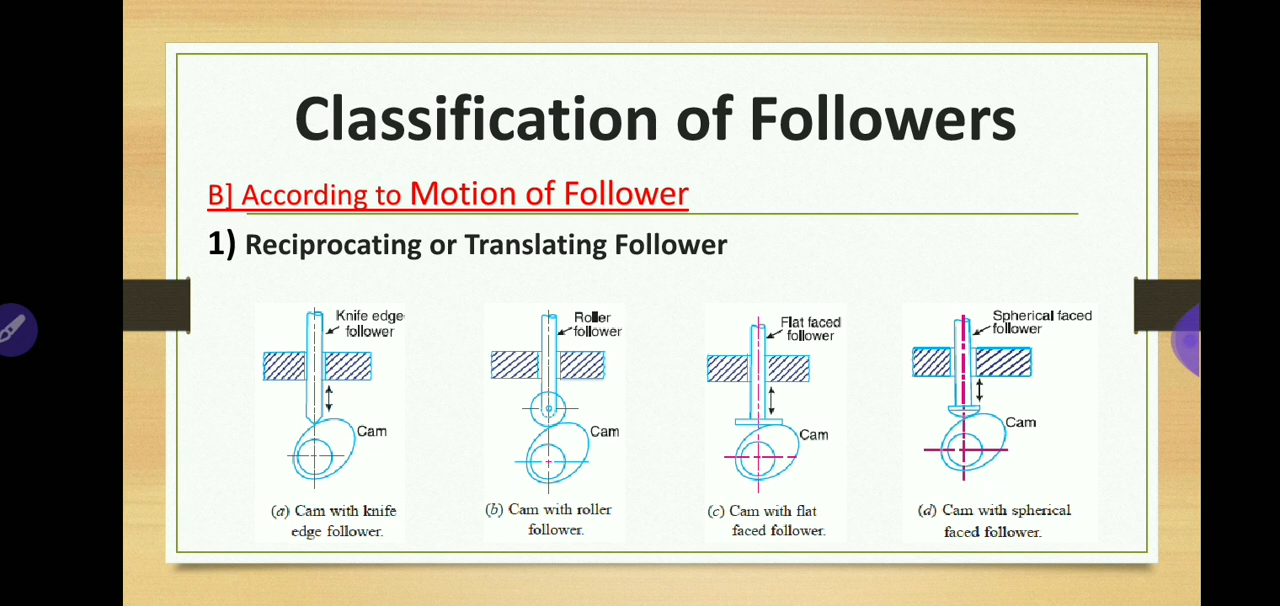 Classification of Followers
B] According to Motion of Follower
1) Reciprocating or Translating Follower
Knife edge
follower
Cam
(a) Cam with knife
edge follower.
Roller
follower
Cam
(b) Cam with roller
follower.
Flat faced
follower
Cam
(c) Cam with flat
faced follower.
Spherical faced
follower
Cam
(d) Cam with spherical
faced follower.